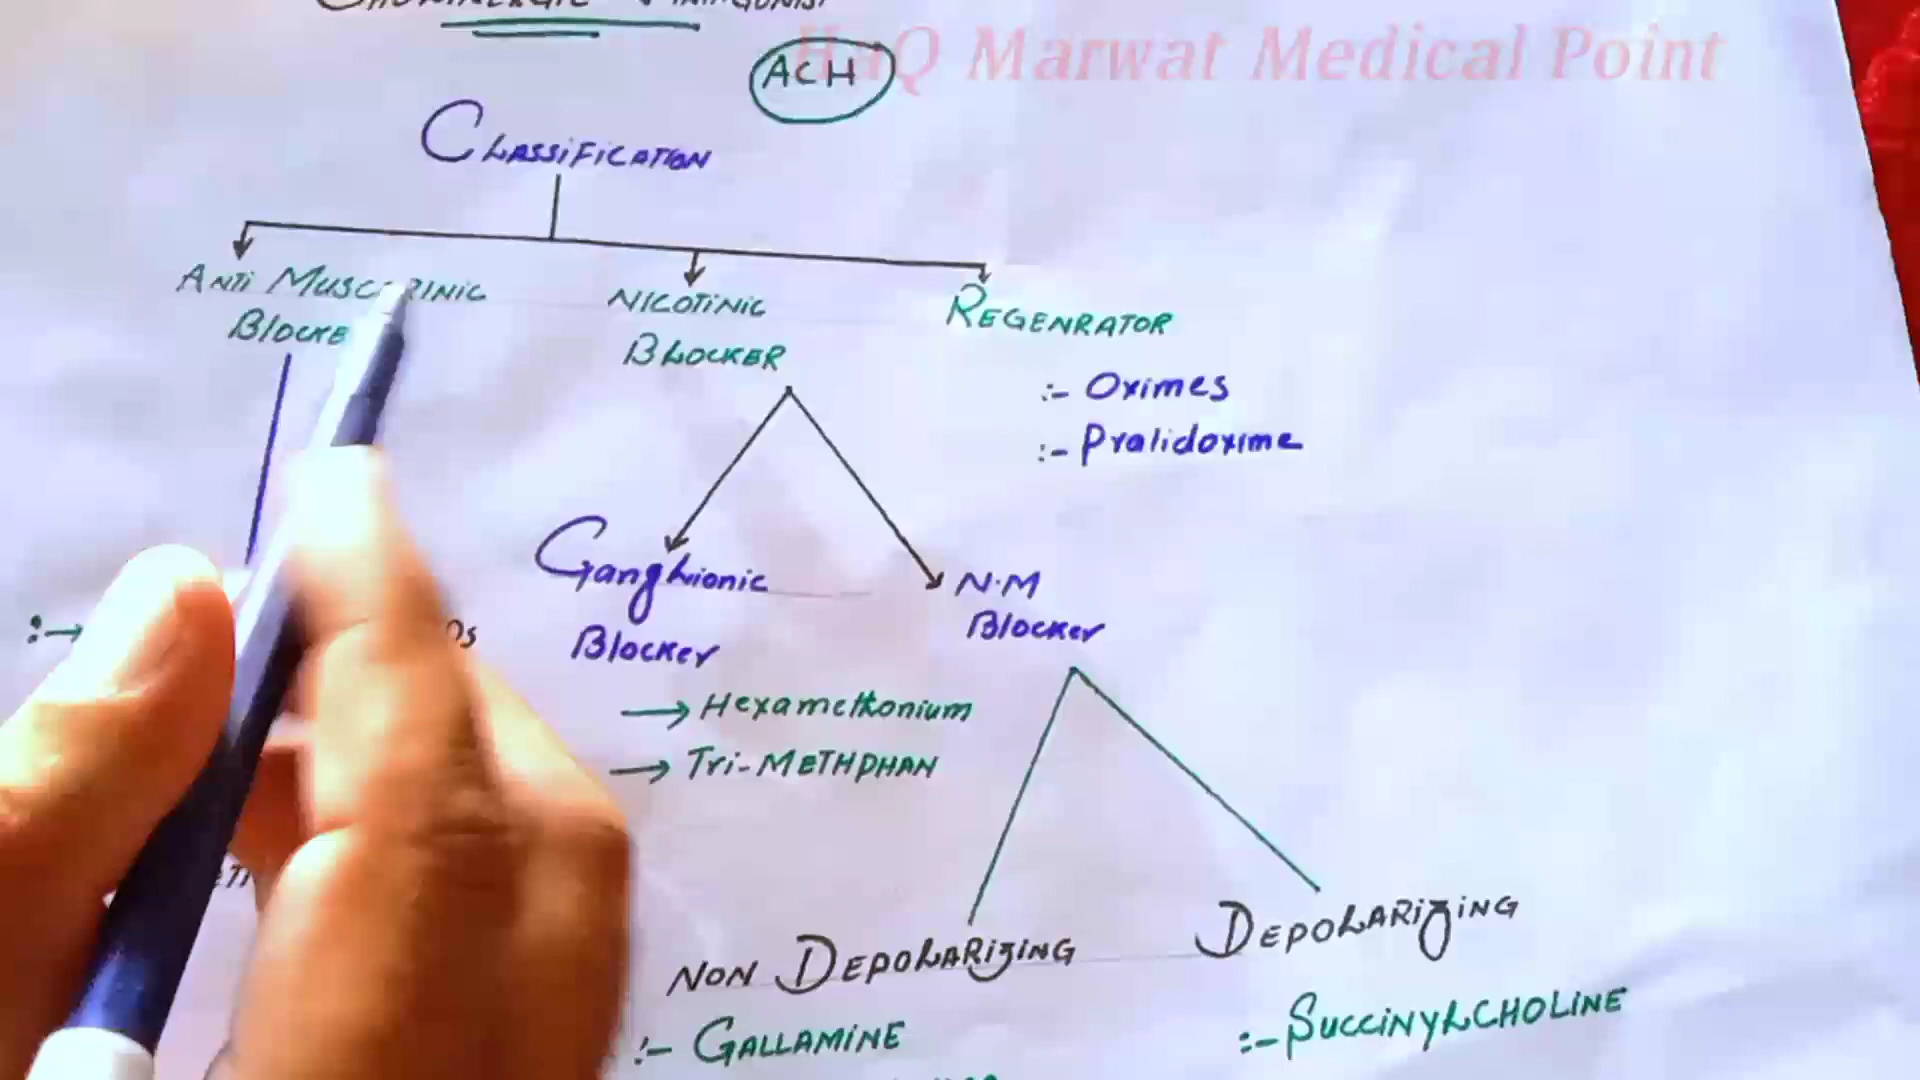 HaQ Marwat Medical Point
ACH
CLASSIFICATION
ANTI MUSCARINIC
BLOCKE
NICOTINIC
BLOCKER
REGENRATOR
:- Oximes
:- Pralidoxime
Ganglionic
Blocker
N.M
Blocker
→ Hexamethonium
→ Tri-METHPHAN
NON DEPOLARIZING
DEPOLARIZING
:- GALLAMINE
:- SUCCINYLCHOLINE